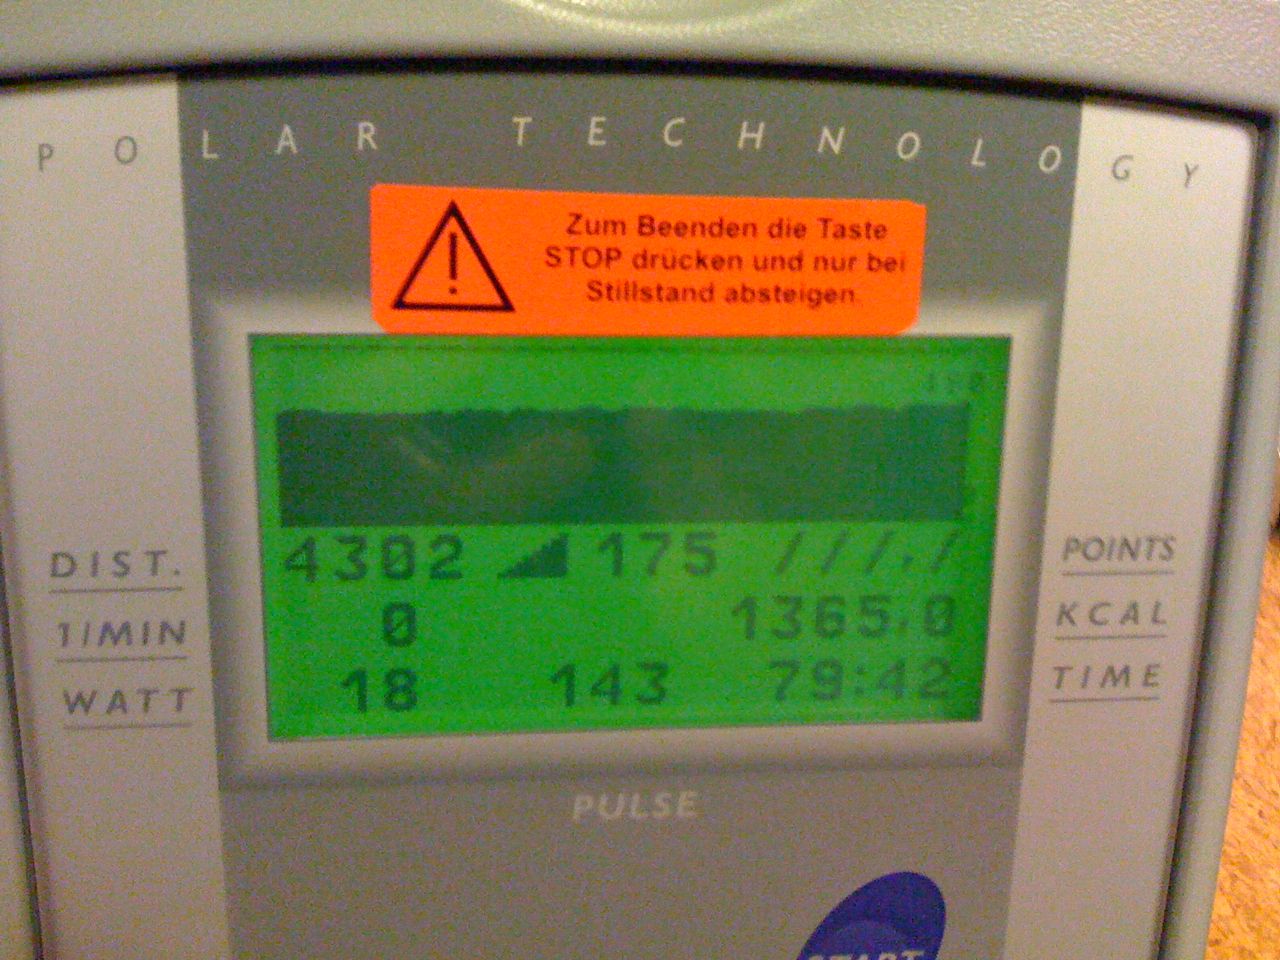 POLAR TECHNOLOGY
Zum Beenden die Taste
STOP drücken und nur bei
Stillstand absteigen
DIST. 4302 175 ///,/ POINTS
1/MIN 0 1365,0 KCAL
WATT 18 143 79:42 TIME
PULSE
START